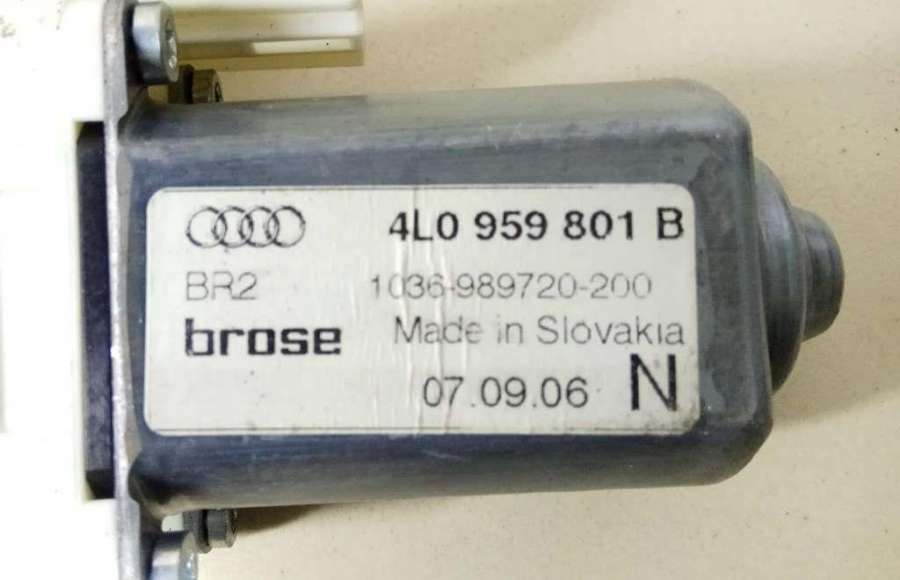 4L0 959 801 B
BR2 1036-989720-200
brose Made in Slovakia
07.09.06 N